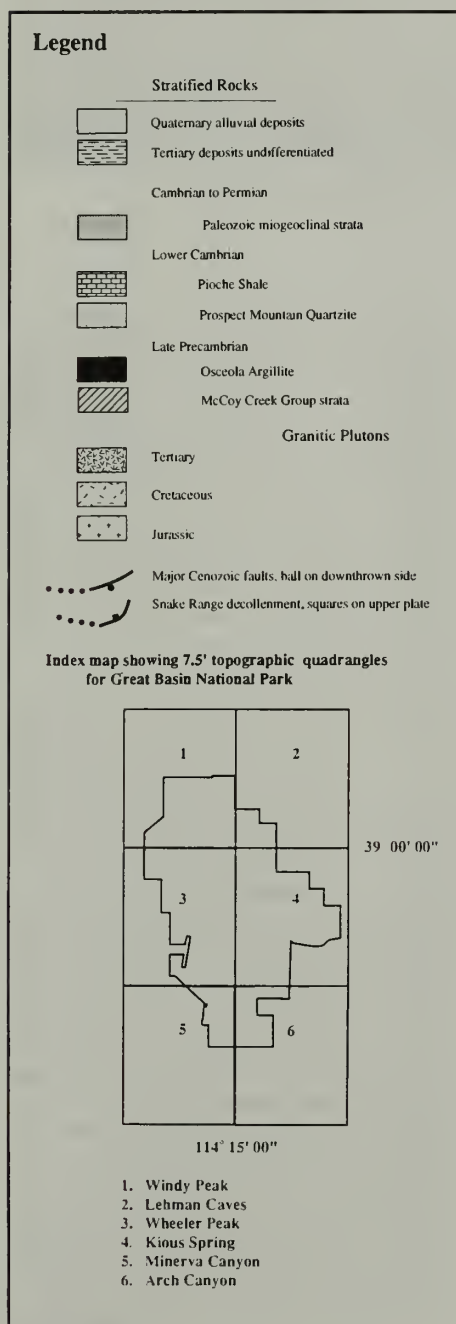 Legend
Stratified Rocks
Quaternary alluvial deposits
Tertiary deposits undifferentiated
Cambrian to Permian
Paleozoic miogeoclinal strata
Lower Cambrian
Pioche Shale
Prospect Mountain Quartzite
Late Precambrian
Osceola Argillite
McCoy Creek Group strata
Granitic Plutons
Tertiary
Cretaceous
Jurassic
Major Cenozoic faults, ball on downthrown side
Snake Range decollenment, squares on upper plate
Index map showing 7.5' topographic quadrangles
for Great Basin National Park
1
2
39 00' 00"
3
4
5
6
114° 15' 00"
1. Windy Peak
2. Lehman Caves
3. Wheeler Peak
4. Kious Spring
5. Minerva Canyon
6. Arch Canyon